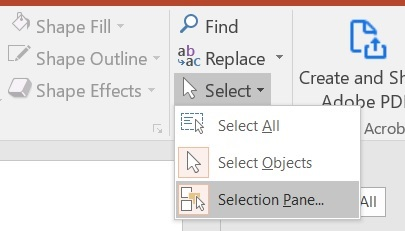 Shape Fill
Shape Outline
Shape Effects
Find
Replace
Select
Select All
Select Objects
Selection Pane...
Create and Sh
Adobe PD
Acrob
All